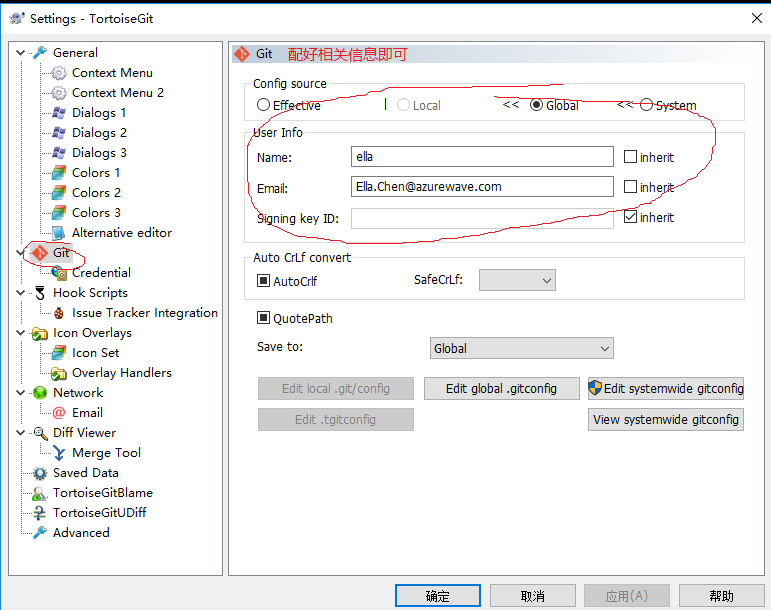 Settings - TortoiseGit
General
Context Menu
Context Menu 2
Dialogs 1
Dialogs 2
Dialogs 3
Colors 1
Colors 2
Colors 3
Alternative editor
Git
Credential
Hook Scripts
Issue Tracker Integration
Icon Overlays
Icon Set
Overlay Handlers
Network
Email
Diff Viewer
Merge Tool
Saved Data
TortoiseGitBlame
TortoiseGitUDiff
Advanced
Git 配好相关信息即可
Config source
Effective | Local << Global << System
User Info
Name: ella inherit
Email: Ella.Chen@azurewave.com inherit
Signing key ID: inherit
Auto CrLf convert
AutoCrlf SafeCrLf:
QuotePath
Save to: Global
Edit local .git/config Edit global .gitconfig Edit systemwide gitconfig
Edit .tgitconfig View systemwide gitconfig
确定 取消 应用(A) 帮助